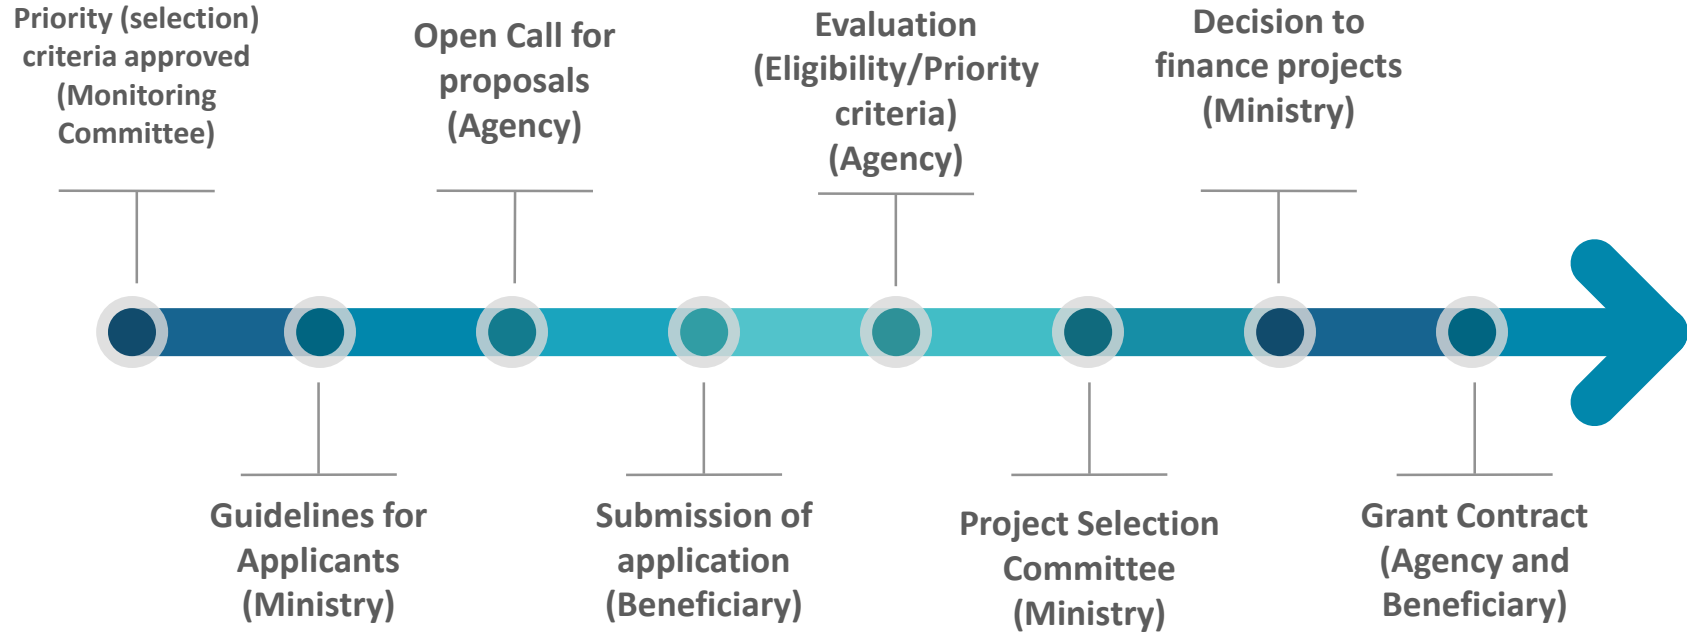 Priority (selection)
criteria approved
(Monitoring
Committee)
Guidelines for
Applicants
(Ministry)
Open Call for
proposals
(Agency)
Submission of
application
(Beneficiary)
Evaluation
(Eligibility/Priority
criteria)
(Agency)
Project Selection
Committee
(Ministry)
Decision to
finance projects
(Ministry)
Grant Contract
(Agency and
Beneficiary)